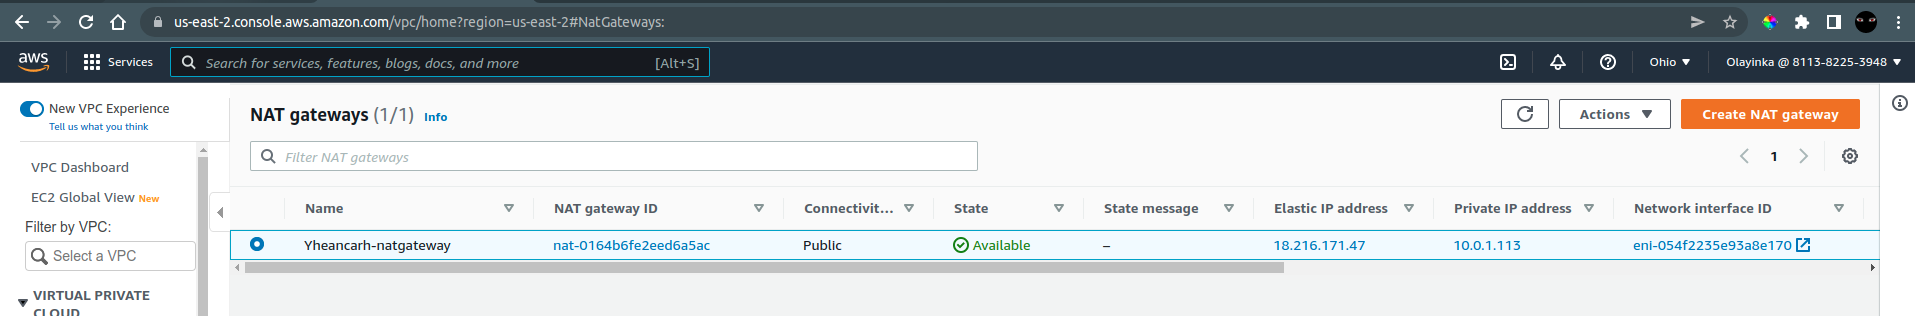 us-east-2.console.aws.amazon.com/vpc/home?region=us-east-2#NatGateways:
aws Services Search for services, features, blogs, docs, and more [Alt+S] Ohio Olayinka @ 8113-8225-3948
New VPC Experience
Tell us what you think
VPC Dashboard
EC2 Global View New
Filter by VPC:
Select a VPC
VIRTUAL PRIVATE
CLOUD
NAT gateways (1/1) Info Actions Create NAT gateway
Filter NAT gateways 1
Name NAT gateway ID Connectivit... State State message Elastic IP address Private IP address Network interface ID
Yheancarh-natgateway nat-0164b6fe2eed6a5ac Public Available – 18.216.171.47 10.0.1.113 eni-054f2235e93a8e170